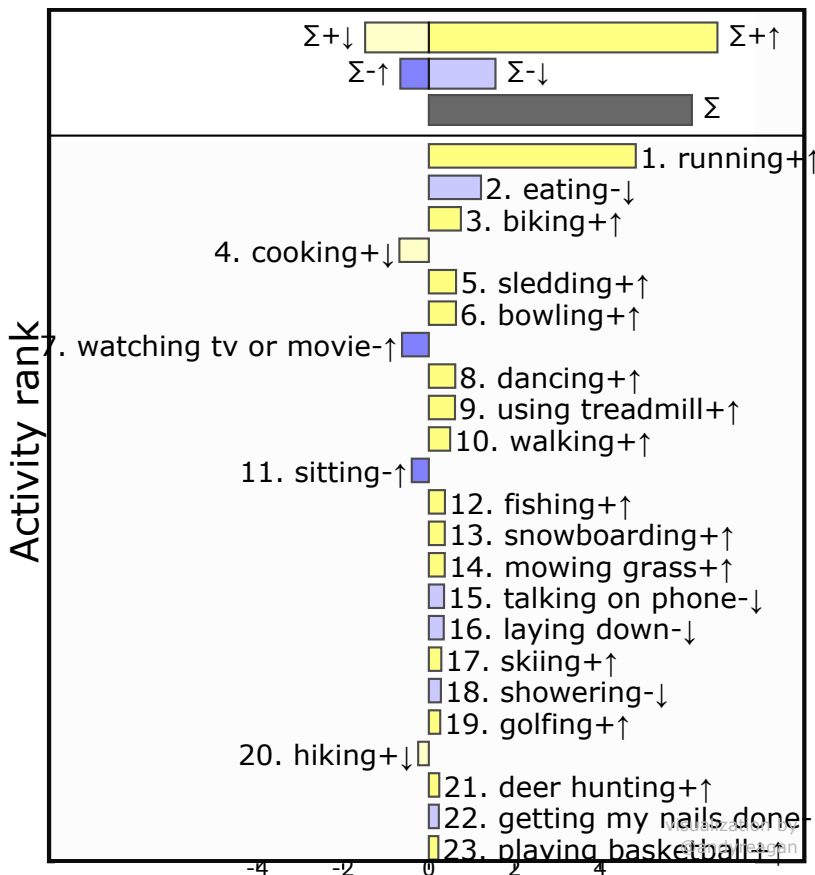 Σ+↓ Σ+↑
Σ-↑ Σ-↓
Σ
1. running+↑
2. eating-↓
3. biking+↑
4. cooking+↓
5. sledding+↑
6. bowling+↑
7. watching tv or movie-↑
8. dancing+↑
9. using treadmill+↑
10. walking+↑
11. sitting-↑
12. fishing+↑
13. snowboarding+↑
14. mowing grass+↑
15. talking on phone-↓
16. laying down-↓
17. skiing+↑
18. showering-↓
19. golfing+↑
20. hiking+↓
21. deer hunting+↑
22. getting my nails done-
23. playing basketball+↑
visualization by
@andyreagan
-4 -2 0 2 4
Activity rank